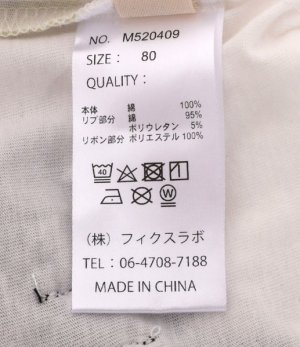 NO. M520409
SIZE : 80
QUALITY :
本体 綿 100%
リブ部分 綿 95%
ポリウレタン 5%
リボン部分 ポリエステル 100%
40
W
(株) フィクスラボ
TEL : 06-4708-7188
MADE IN CHINA